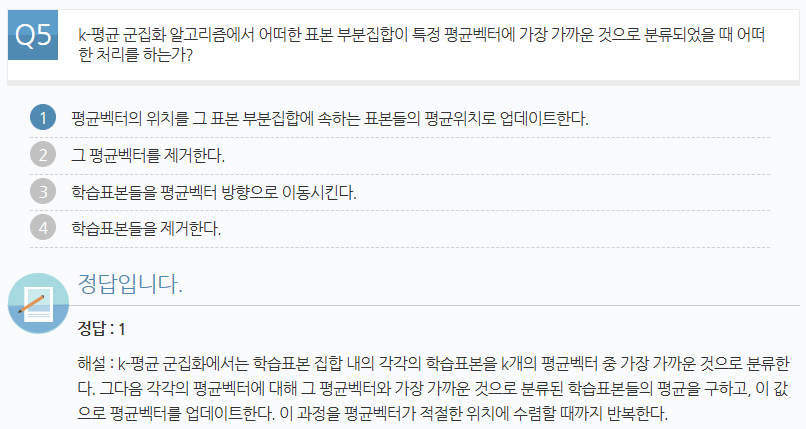 Q5 k-평균 군집화 알고리즘에서 어떠한 표본 부분집합이 특정 평균벡터에 가장 가까운 것으로 분류되었을 때 어떠
한 처리를 하는가?
1 평균벡터의 위치를 그 표본 부분집합에 속하는 표본들의 평균위치로 업데이트한다.
2 그 평균벡터를 제거한다.
3 학습표본들을 평균벡터 방향으로 이동시킨다.
4 학습표본들을 제거한다.
정답입니다.
정답 : 1
해설 : k-평균 군집화에서는 학습표본 집합 내의 각각의 학습표본을 k개의 평균벡터 중 가장 가까운 것으로 분류한
다. 그다음 각각의 평균벡터에 대해 그 평균벡터와 가장 가까운 것으로 분류된 학습표본들의 평균을 구하고, 이 값
으로 평균벡터를 업데이트한다. 이 과정을 평균벡터가 적절한 위치에 수렴할 때까지 반복한다.